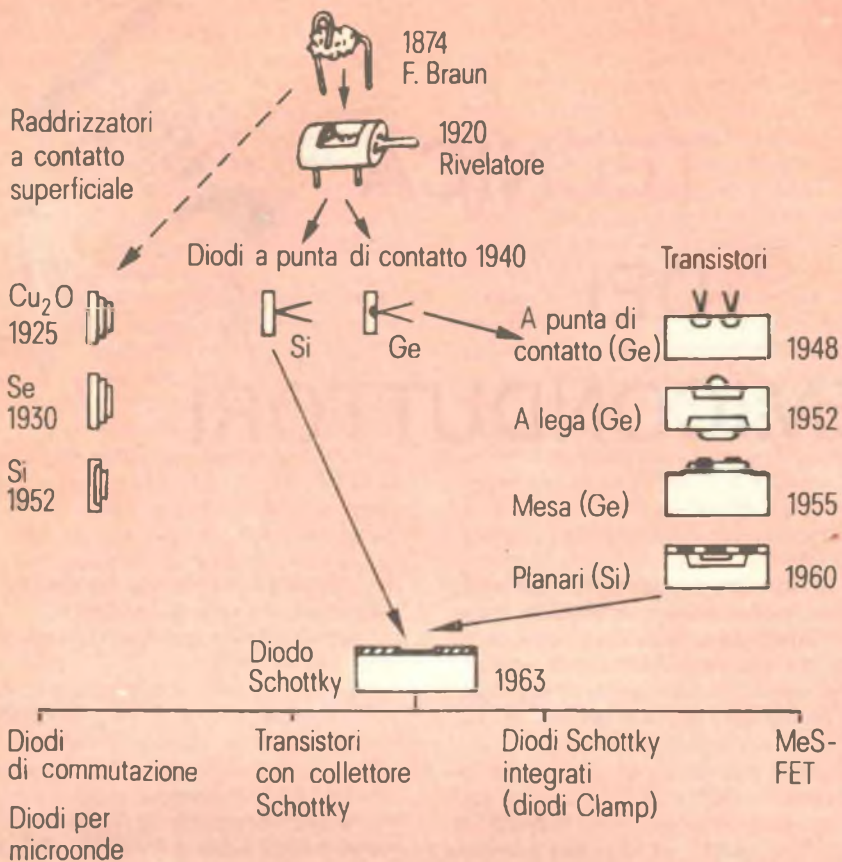 1874
F. Braun
1920
Rivelatore
Raddrizzatori
a contatto
superficiale
Diodi a punta di contatto 1940
Transistori
Cu₂O
1925
Si
Ge
A punta di
contatto (Ge)
1948
Se
1930
A lega (Ge)
1952
Si
1952
Mesa (Ge)
1955
Planari (Si)
1960
Diodo
Schottky
1963
Diodi
di commutazione
Diodi per
microonde
Transistori
con collettore
Schottky
Diodi Schottky
integrati
(diodi Clamp)
MeS-
FET